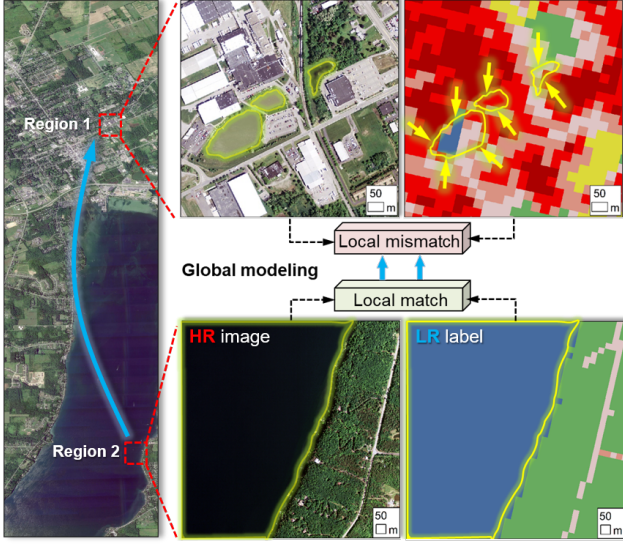 Region 1
50
m
50
m
Local mismatch
Global modeling
Local match
HR image
LR label
Region 2
50
m
50
m